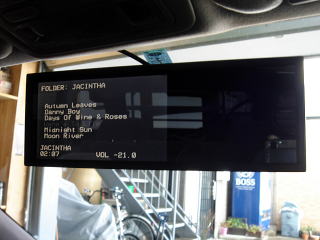 FOLDER: JACINTHA
Autumn Leaves
Danny Boy
Days Of Wine & Roses
Midnight Sun
Moon River
JACINTHA
02:07 VOL -21.0
BOSS